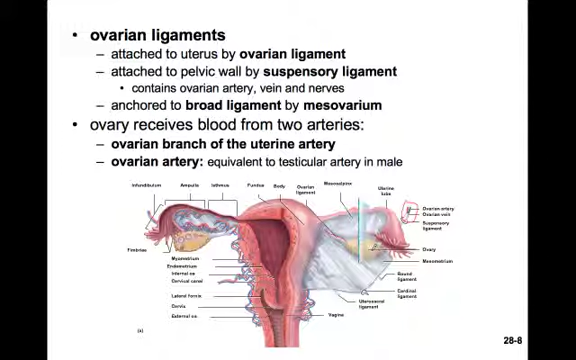 • ovarian ligaments
– attached to uterus by ovarian ligament
– attached to pelvic wall by suspensory ligament
• contains ovarian artery, vein and nerves
– anchored to broad ligament by mesovarium
• ovary receives blood from two arteries:
– ovarian branch of the uterine artery
– ovarian artery: equivalent to testicular artery in male
Infundibulum
Ampulla
Isthmus
Fundus
Body
Ovarian
ligament
Mesosalpinx
Uterine
tube
Ovarian artery
Ovarian vein
Suspensory
ligament
Fimbriae
Ovary
Mesometrium
Myometrium
Endometrium
Internal os
Cervical canal
Round
ligament
Cardinal
ligament
Lateral fornix
Cervix
External os
Uterosacral
ligament
Vagina
(a)
28-8